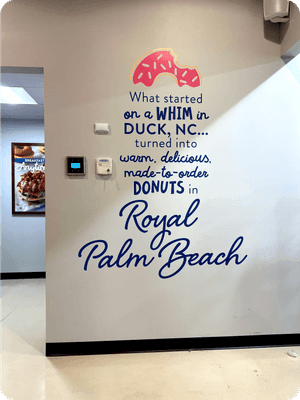 What started
on a WHIM in
DUCK, NC...
turned into
warm, delicious,
made-to-order
DONUTS in
Royal
Palm Beach
BREAKFAST